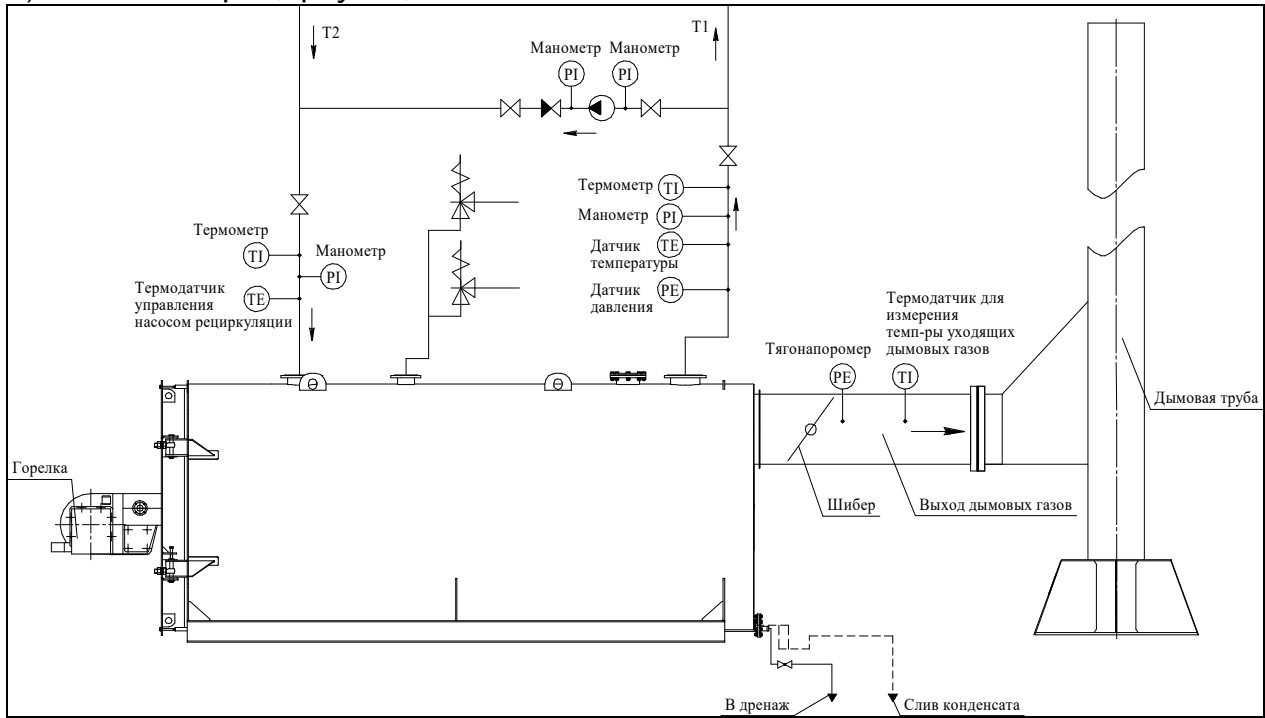 T2
T1
Манометр
Манометр
PI
PI
Термометр
TI
Манометр
PI
Датчик
температуры
TE
Датчик
давления
PE
Термометр
TI
Манометр
PI
Термодатчик
управления
насосом рециркуляции
TE
Термодатчик для
измерения
темп-ры уходящих
дымовых газов
Тягонапоромер
PE
TI
Дымовая труба
Горелка
Шибер
Выход дымовых газов
В дренаж
Слив конденсата